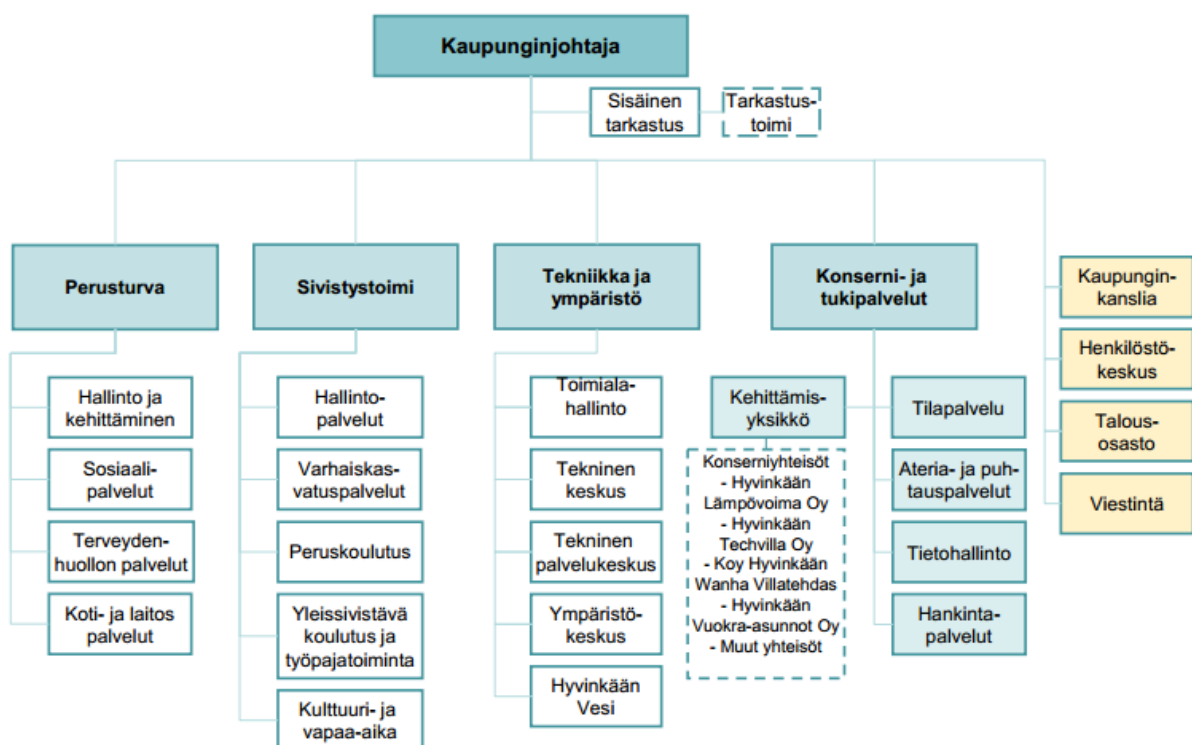 Kaupunginjohtaja
Sisäinen
tarkastus
Tarkastus-
toimi
Perusturva
Hallinto ja
kehittäminen
Sosiaali-
palvelut
Terveyden-
huollon palvelut
Koti- ja laitos
palvelut
Sivistystoimi
Hallinto-
palvelut
Varhaiskas-
vatuspalvelut
Peruskoulutus
Yleissivistävä
koulutus ja
työpajatoiminta
Kulttuuri- ja
vapaa-aika
Tekniikka ja
ympäristö
Toimiala-
hallinto
Tekninen
keskus
Tekninen
palvelukeskus
Ympäristö-
keskus
Hyvinkään
Vesi
Konserni- ja
tukipalvelut
Kehittämis-
yksikkö
Konserniyhteisöt
- Hyvinkään
Lämpövoima Oy
- Hyvinkään
Techvilla Oy
- Koy Hyvinkään
Wanha Villatehdas
- Hyvinkään
Vuokra-asunnot Oy
- Muut yhteisöt
Tilapalvelu
Ateria- ja puh-
tauspalvelut
Tietohallinto
Hankinta-
palvelut
Kaupungin-
kanslia
Henkilöstö-
keskus
Talous-
osasto
Viestintä